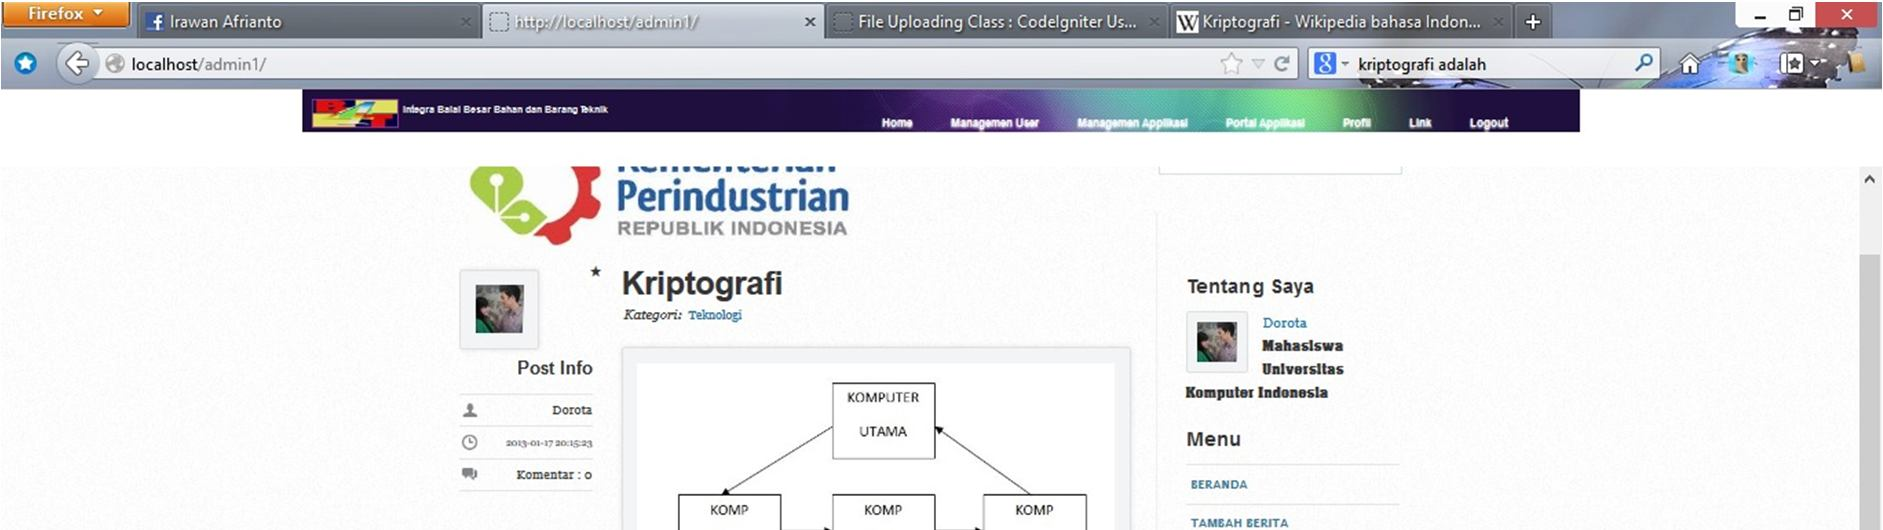 Firefox
Irawan Afrianto
http://localhost/admin1/
File Uploading Class : CodeIgniter Us...
Kriptografi - Wikipedia bahasa Indon...
localhost/admin1/
kriptografi adalah
Integra Balai Besar Bahan dan Barang Teknik
Home
Managemen User
Managemen Applikasi
Portal Applikasi
Profil
Link
Logout
Kementerian
Perindustrian
REPUBLIK INDONESIA
Kriptografi
Kategori: Teknologi
Post Info
Dorota
2013-01-17 20:15:23
Komentar : 0
KOMPUTER
UTAMA
KOMP
KOMP
KOMP
Tentang Saya
Dorota
Mahasiswa
Universitas
Komputer Indonesia
Menu
BERANDA
TAMBAH BERITA